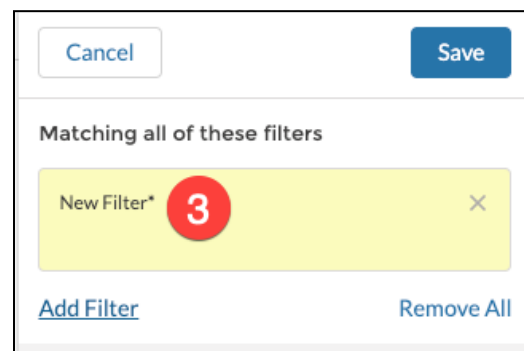 Cancel Save
Matching all of these filters
New Filter* 3 ×
Add Filter Remove All